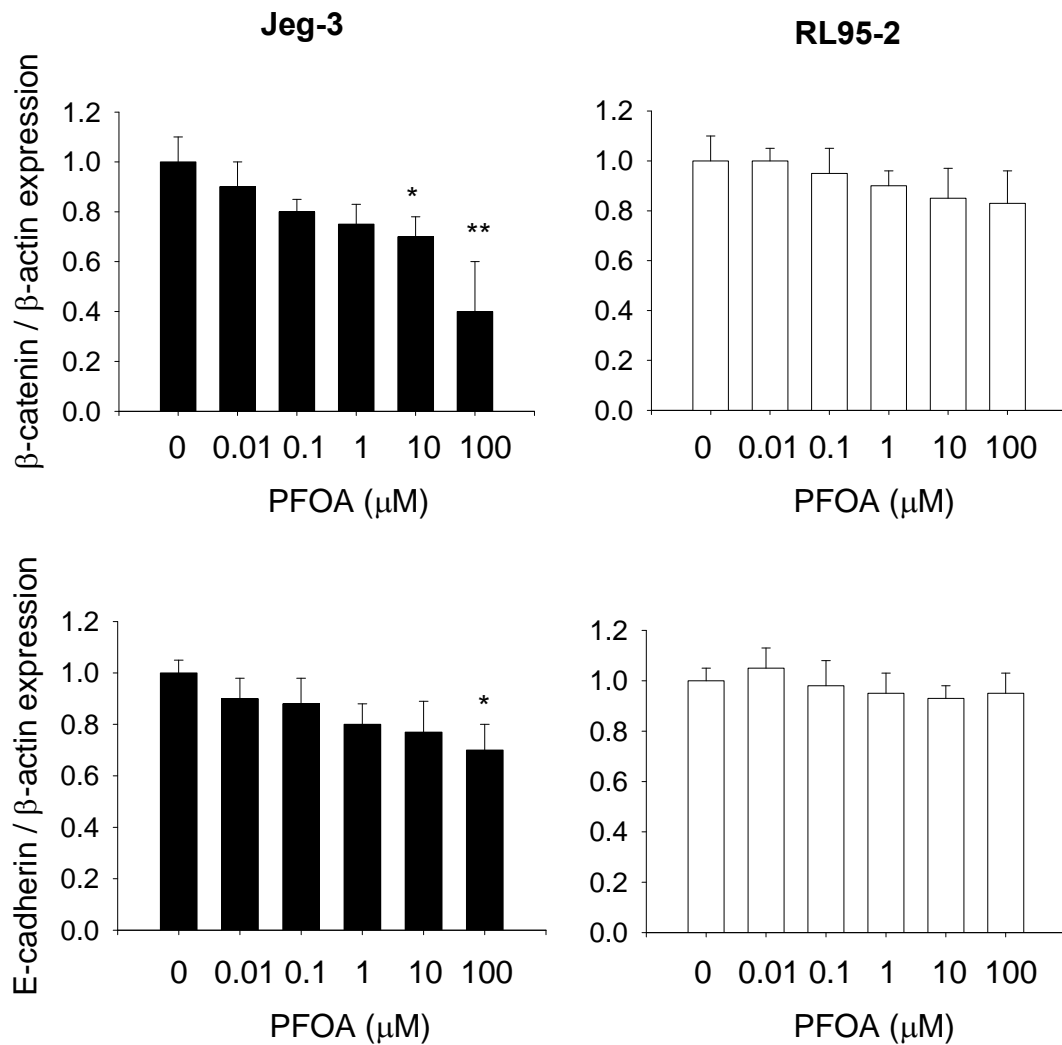 Jeg-3
RL95-2
β-catenin / β-actin expression
1.2
1.0
0.8
0.6
0.4
0.2
0.0
*
**
0 0.01 0.1 1 10 100
PFOA (μM)
1.2
1.0
0.8
0.6
0.4
0.2
0.0
0 0.01 0.1 1 10 100
PFOA (μM)
E-cadherin / β-actin expression
1.2
1.0
0.8
0.6
0.4
0.2
0.0
*
0 0.01 0.1 1 10 100
PFOA (μM)
1.2
1.0
0.8
0.6
0.4
0.2
0.0
0 0.01 0.1 1 10 100
PFOA (μM)